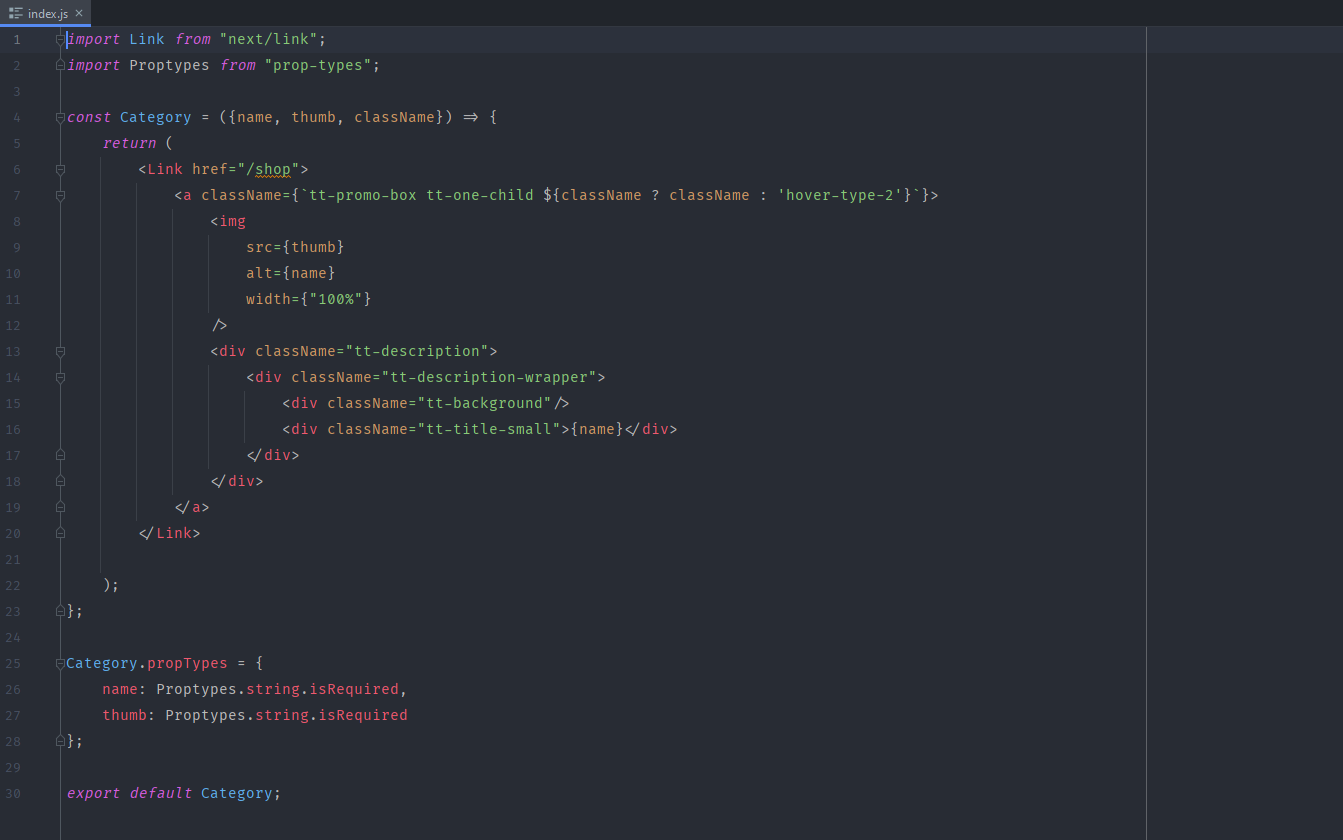 index.js ×
1 import Link from "next/link";
2 import Proptypes from "prop-types";
3
4 const Category = ({name, thumb, className}) => {
5     return (
6         <Link href="/shop">
7             <a className={`tt-promo-box tt-one-child ${className ? className : 'hover-type-2'}`}>
8                 <img
9                     src={thumb}
10                     alt={name}
11                     width={"100%"}
12                 />
13                 <div className="tt-description">
14                     <div className="tt-description-wrapper">
15                         <div className="tt-background"/>
16                         <div className="tt-title-small">{name}</div>
17                     </div>
18                 </div>
19             </a>
20         </Link>
21
22     );
23 };
24
25 Category.propTypes = {
26     name: Proptypes.string.isRequired,
27     thumb: Proptypes.string.isRequired
28 };
29
30 export default Category;